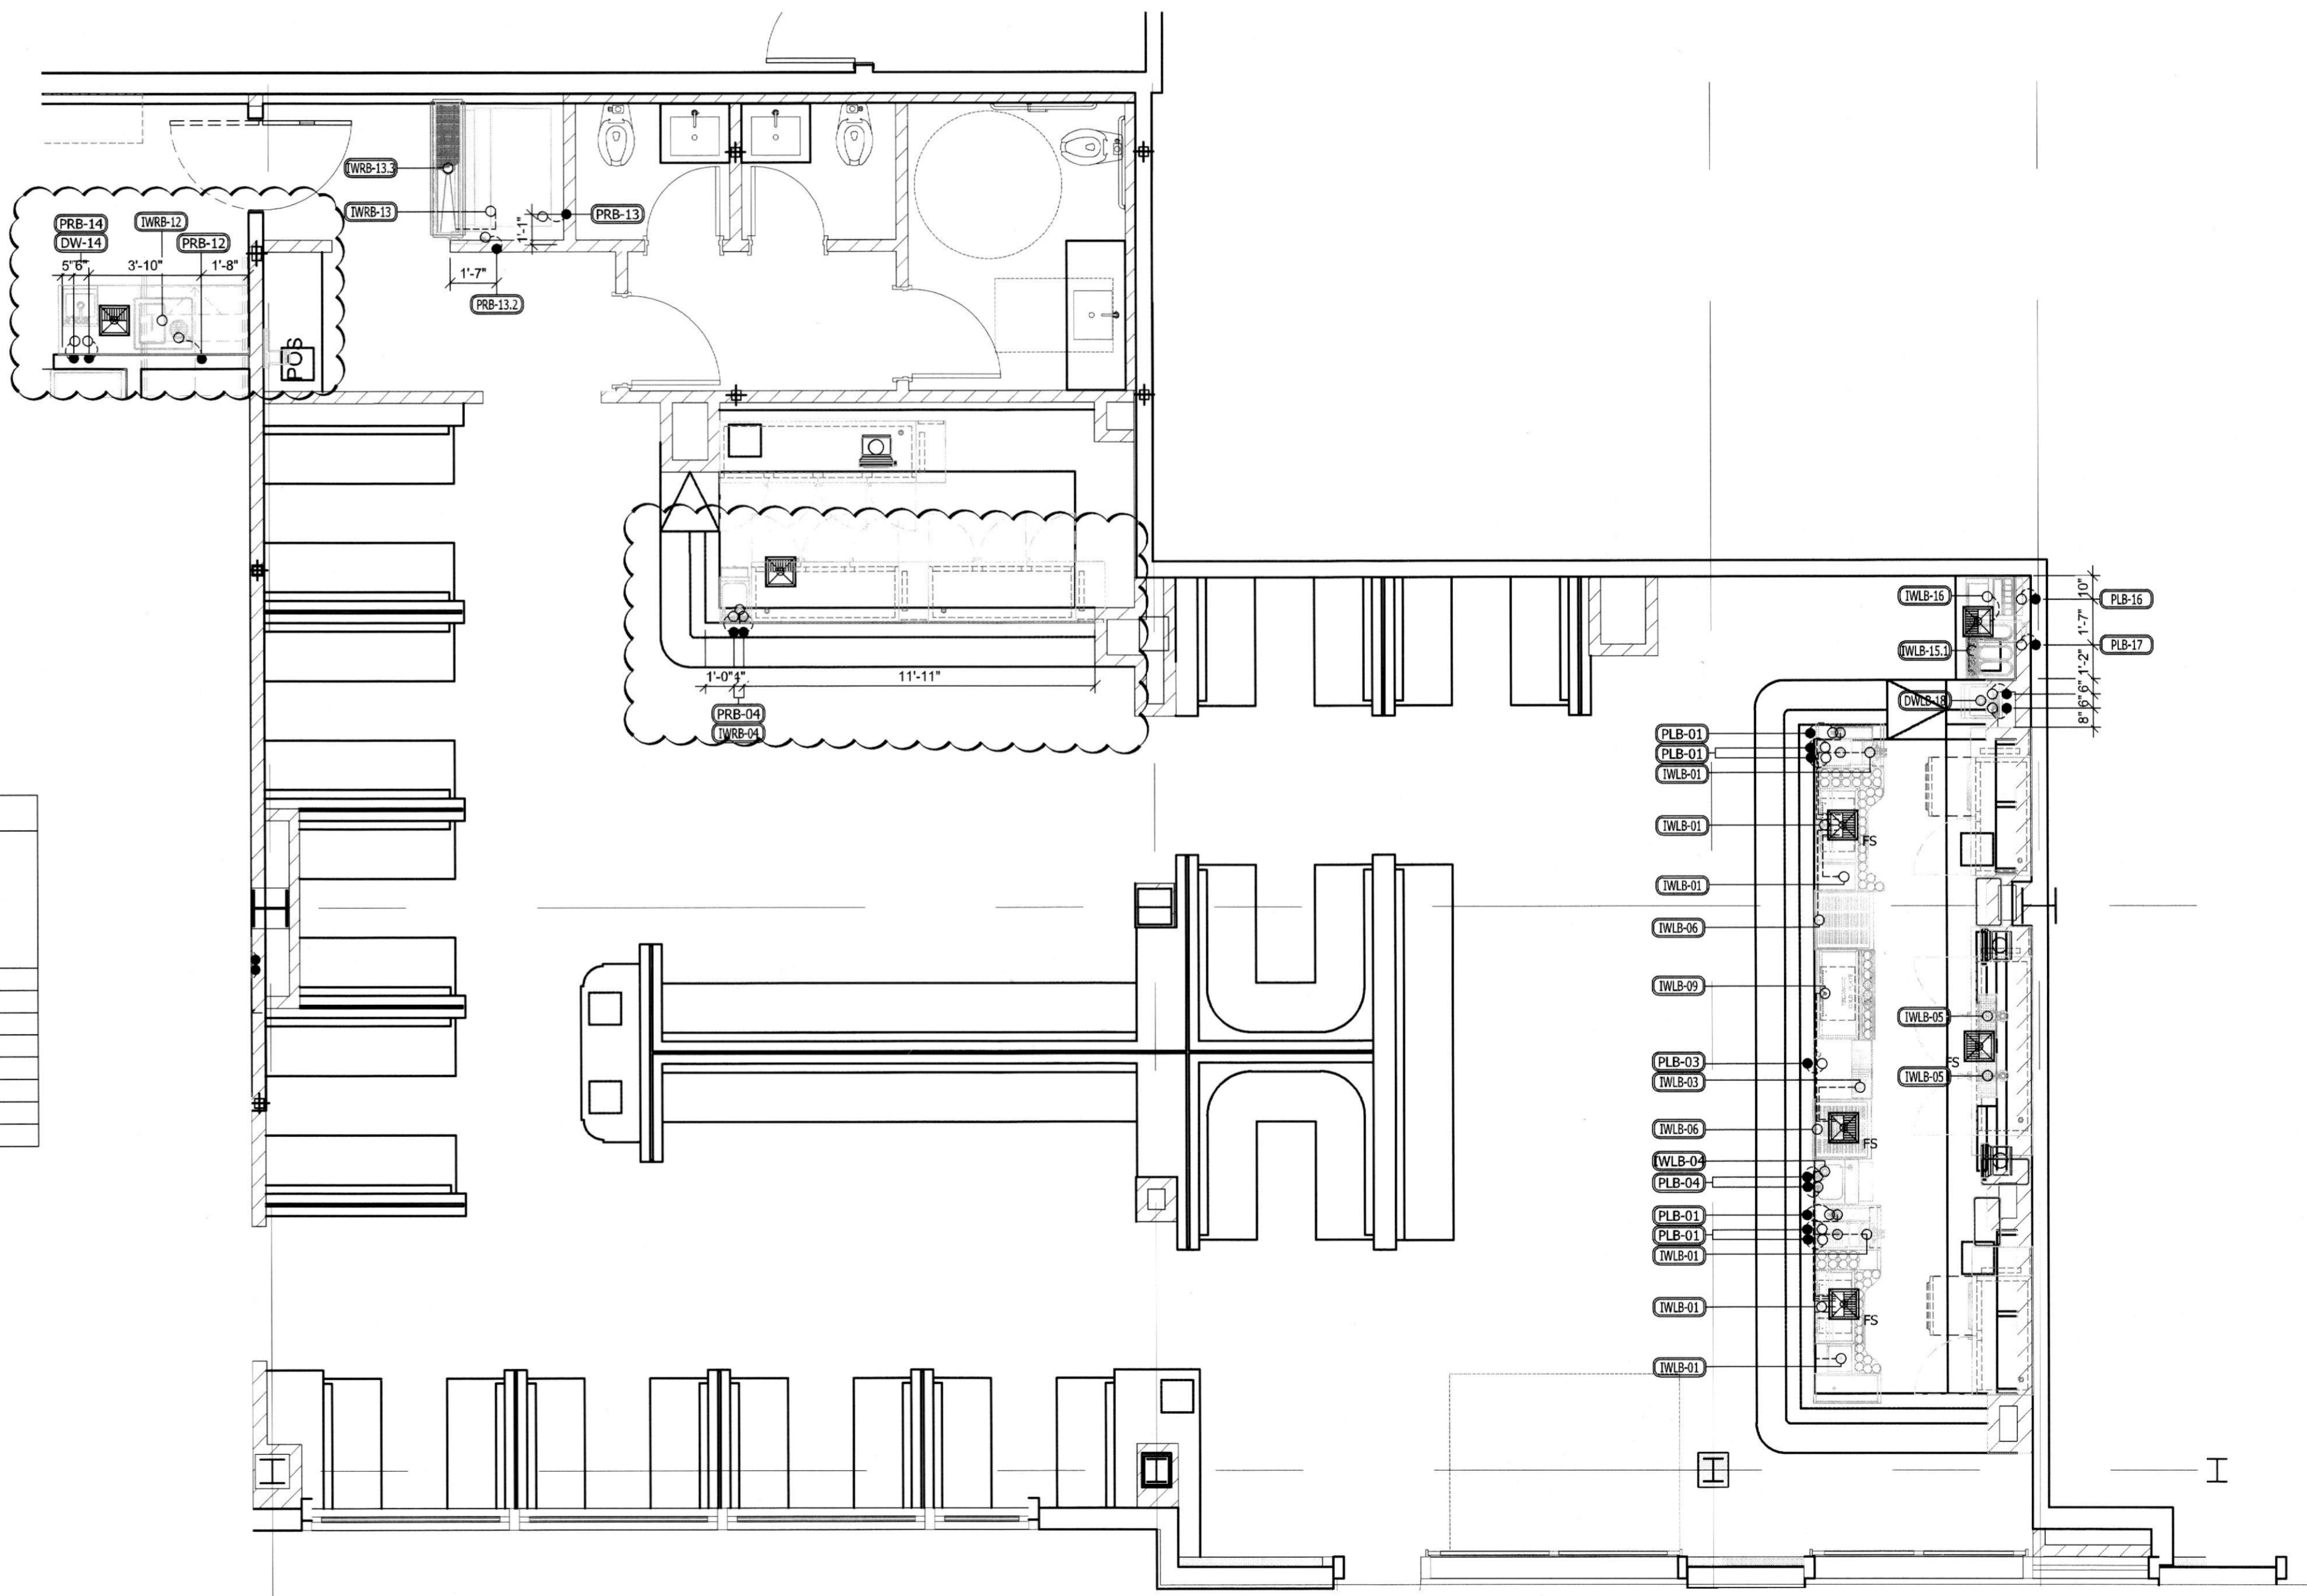 IWRB-13.3
IWRB-13
PRB-13
1'-1"
1'-7"
PRB-13.2
PRB-14
DW-14
IWRB-12
PRB-12
5" 6"
3'-10"
1'-8"
POS
1'-0"
4"
11'-11"
PRB-04
IWRB-04
IWLB-16
PLB-16
10"
1'-7"
IWLB-15.1
PLB-17
1'-2"
DWLB-18
6"
6"
8"
PLB-01
PLB-01
IWLB-01
IWLB-01
FS
IWLB-01
IWLB-06
IWLB-09
IWLB-05
PLB-03
FS
IWLB-03
IWLB-05
IWLB-06
FS
IWLB-04
PLB-04
PLB-01
PLB-01
IWLB-01
IWLB-01
FS
IWLB-01